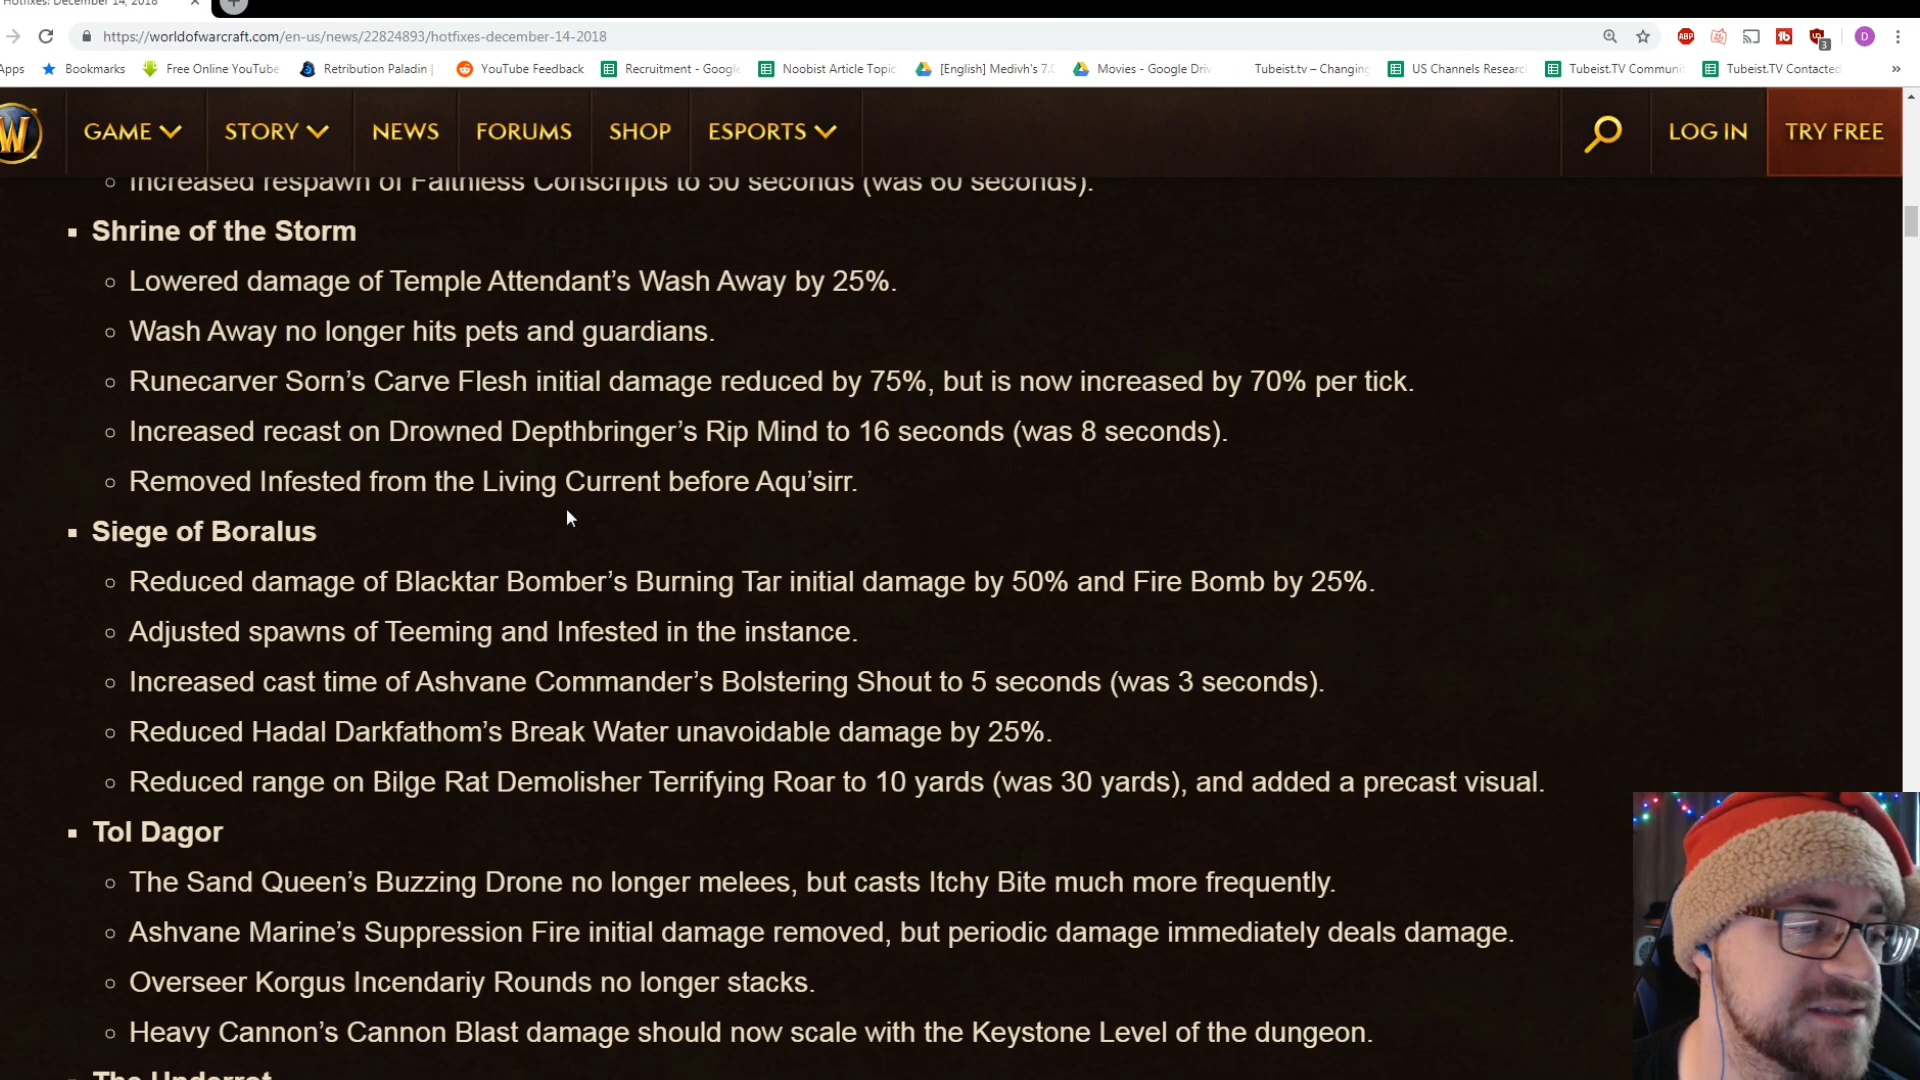 Hotfixes: December 14, 2018
https://worldofwarcraft.com/en-us/news/22824893/hotfixes-december-14-2018
ABP
3
D
Apps Bookmarks Free Online YouTube Retribution Paladin | YouTube Feedback Recruitment - Google Noobist Article Topic [English] Medivh's 7.0 Movies - Google Driv Tubeist.tv – Changing US Channels Researc Tubeist.TV Communi Tubeist.TV Contacted »
W GAME STORY NEWS FORUMS SHOP ESPORTS LOG IN TRY FREE
Increased respawn of Faithless Conscripts to 50 seconds (was 60 seconds).
Shrine of the Storm
Lowered damage of Temple Attendant’s Wash Away by 25%.
Wash Away no longer hits pets and guardians.
Runecarver Sorn’s Carve Flesh initial damage reduced by 75%, but is now increased by 70% per tick.
Increased recast on Drowned Depthbringer’s Rip Mind to 16 seconds (was 8 seconds).
Removed Infested from the Living Current before Aqu’sirr.
Siege of Boralus
Reduced damage of Blacktar Bomber’s Burning Tar initial damage by 50% and Fire Bomb by 25%.
Adjusted spawns of Teeming and Infested in the instance.
Increased cast time of Ashvane Commander’s Bolstering Shout to 5 seconds (was 3 seconds).
Reduced Hadal Darkfathom’s Break Water unavoidable damage by 25%.
Reduced range on Bilge Rat Demolisher Terrifying Roar to 10 yards (was 30 yards), and added a precast visual.
Tol Dagor
The Sand Queen’s Buzzing Drone no longer melees, but casts Itchy Bite much more frequently.
Ashvane Marine’s Suppression Fire initial damage removed, but periodic damage immediately deals damage.
Overseer Korgus Incendariy Rounds no longer stacks.
Heavy Cannon’s Cannon Blast damage should now scale with the Keystone Level of the dungeon.
The Underrot